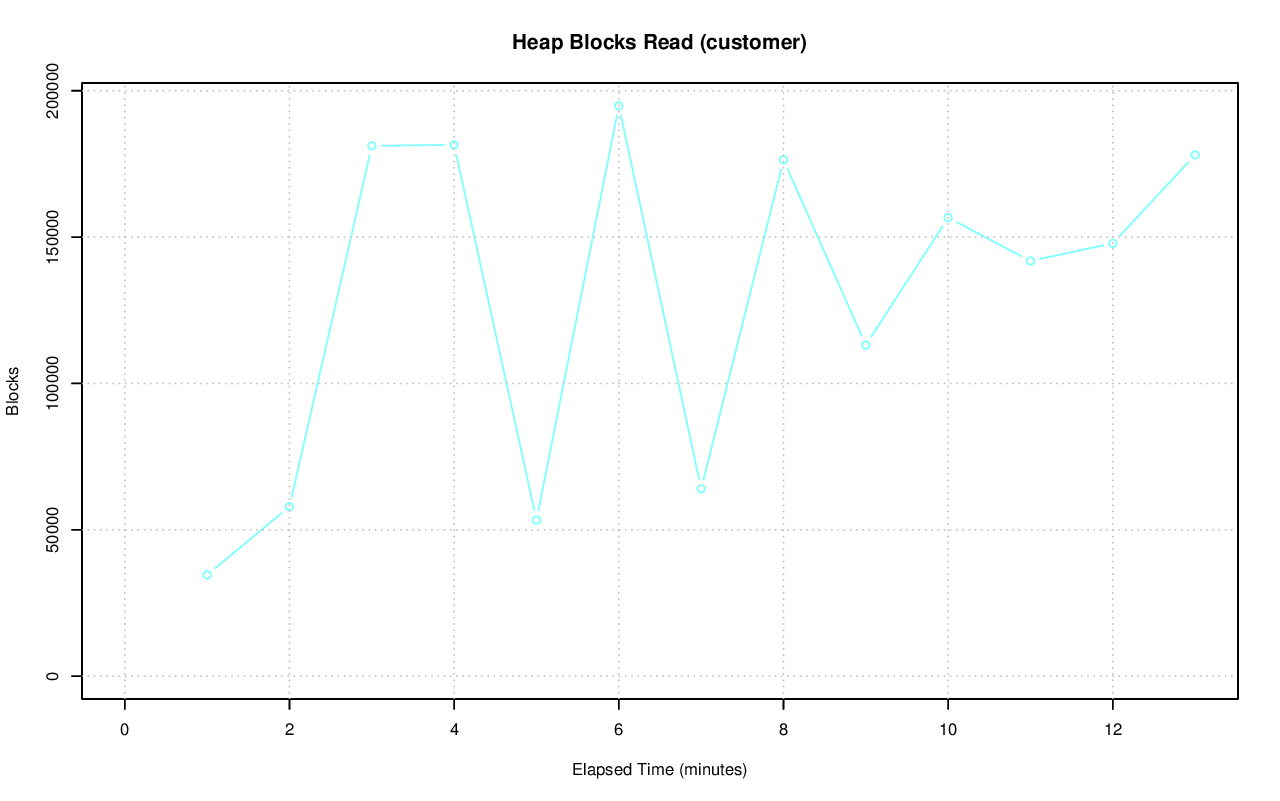 Heap Blocks Read (customer)
Blocks
200000
150000
100000
50000
0
0 2 4 6 8 10 12
Elapsed Time (minutes)